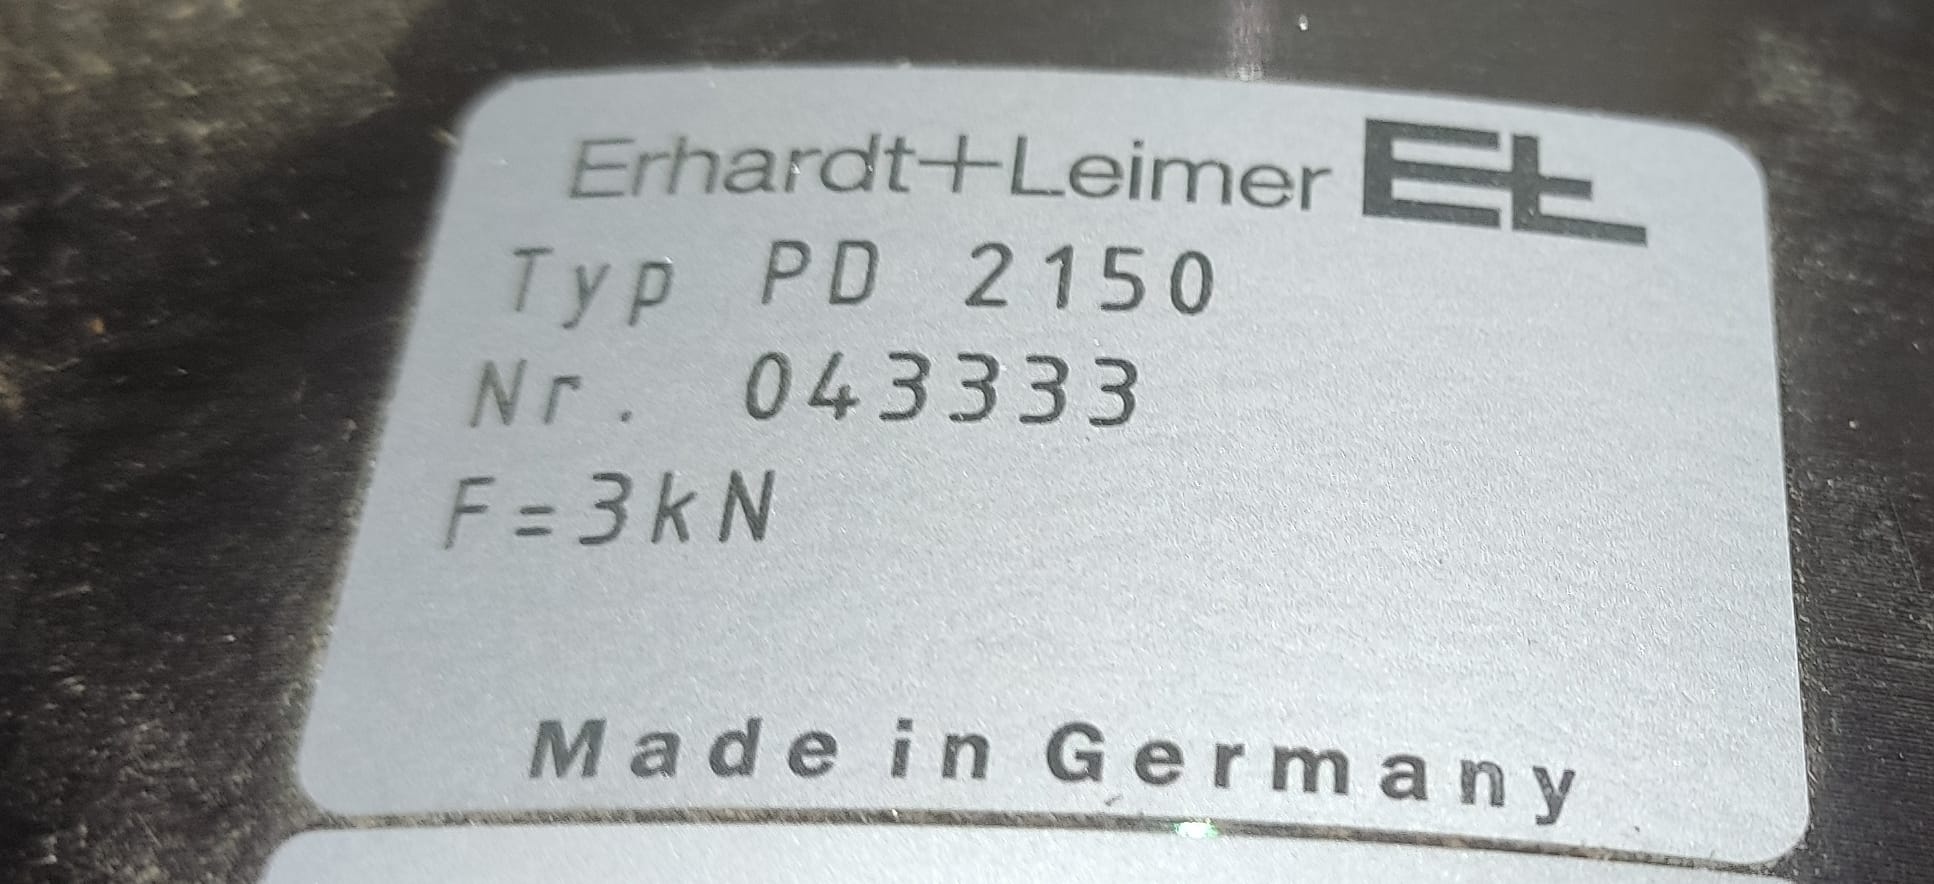 Erhardt+Leimer E+L
Typ PD 2150
Nr. 043333
F=3kN
Made in Germany